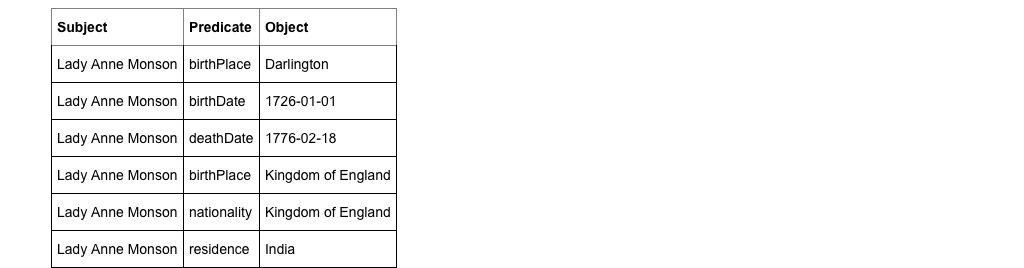 Subject Predicate Object
Lady Anne Monson birthPlace Darlington
Lady Anne Monson birthDate 1726-01-01
Lady Anne Monson deathDate 1776-02-18
Lady Anne Monson birthPlace Kingdom of England
Lady Anne Monson nationality Kingdom of England
Lady Anne Monson residence India